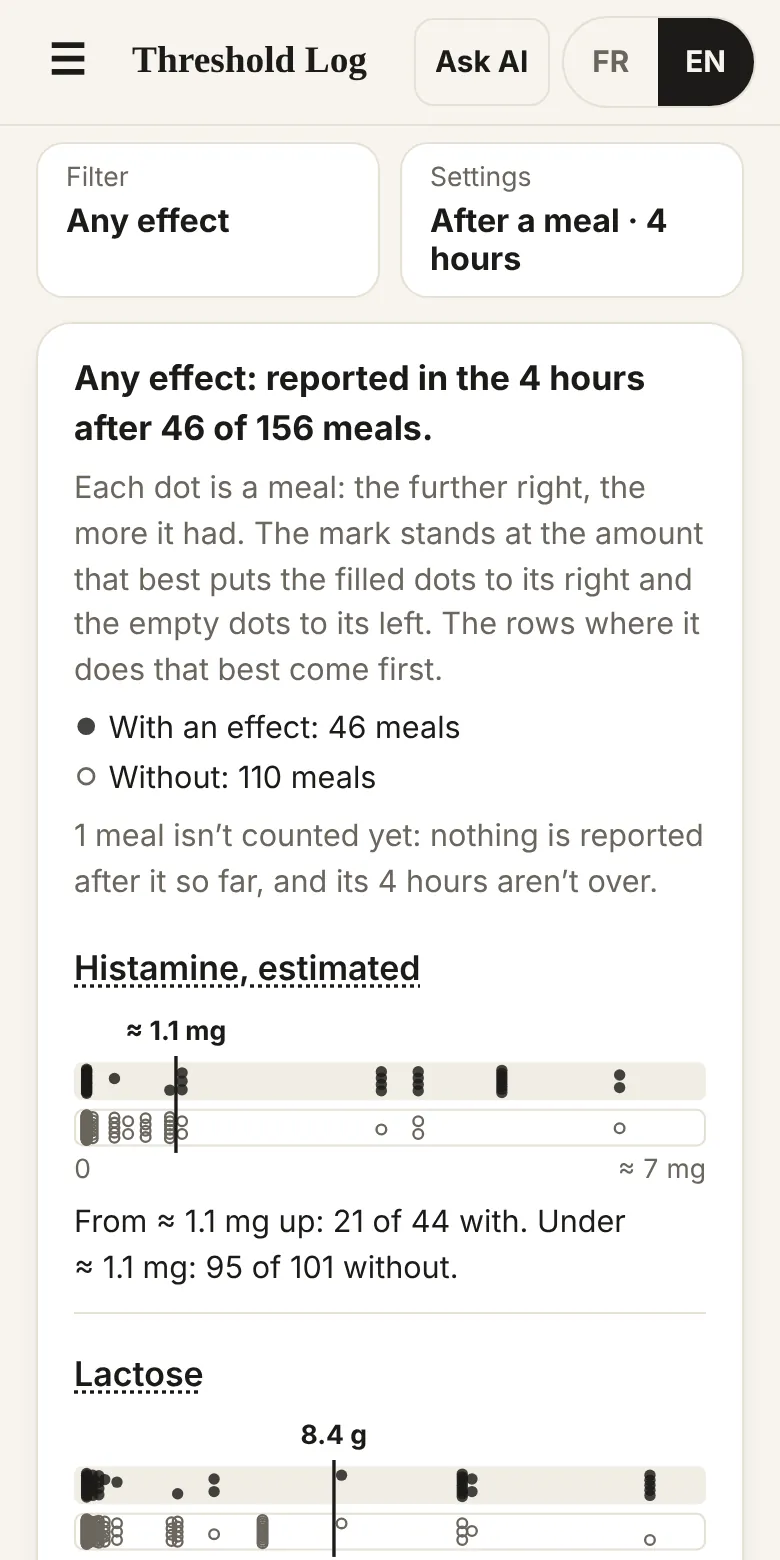 ☰ Threshold Log Ask AI FR EN
Filter
Any effect
Settings
After a meal · 4
hours
Any effect: reported in the 4 hours
after 46 of 156 meals.
Each dot is a meal: the further right, the
more it had. The mark stands at the amount
that best puts the filled dots to its right and
the empty dots to its left. The rows where it
does that best come first.
With an effect: 46 meals
Without: 110 meals
1 meal isn’t counted yet: nothing is reported
after it so far, and its 4 hours aren’t over.
Histamine, estimated
≈ 1.1 mg
0 ≈ 7 mg
From ≈ 1.1 mg up: 21 of 44 with. Under
≈ 1.1 mg: 95 of 101 without.
Lactose
8.4 g